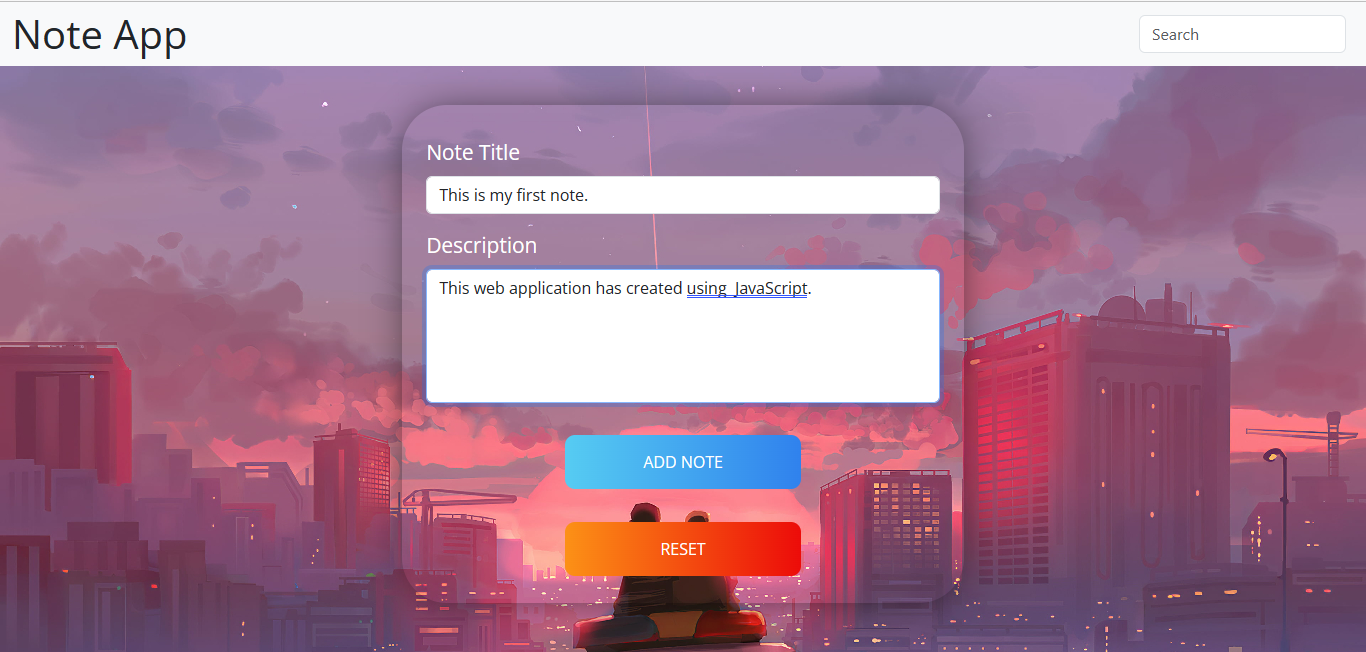 Note App
Search
Note Title
This is my first note.
Description
This web application has created using  JavaScript.
ADD NOTE
RESET